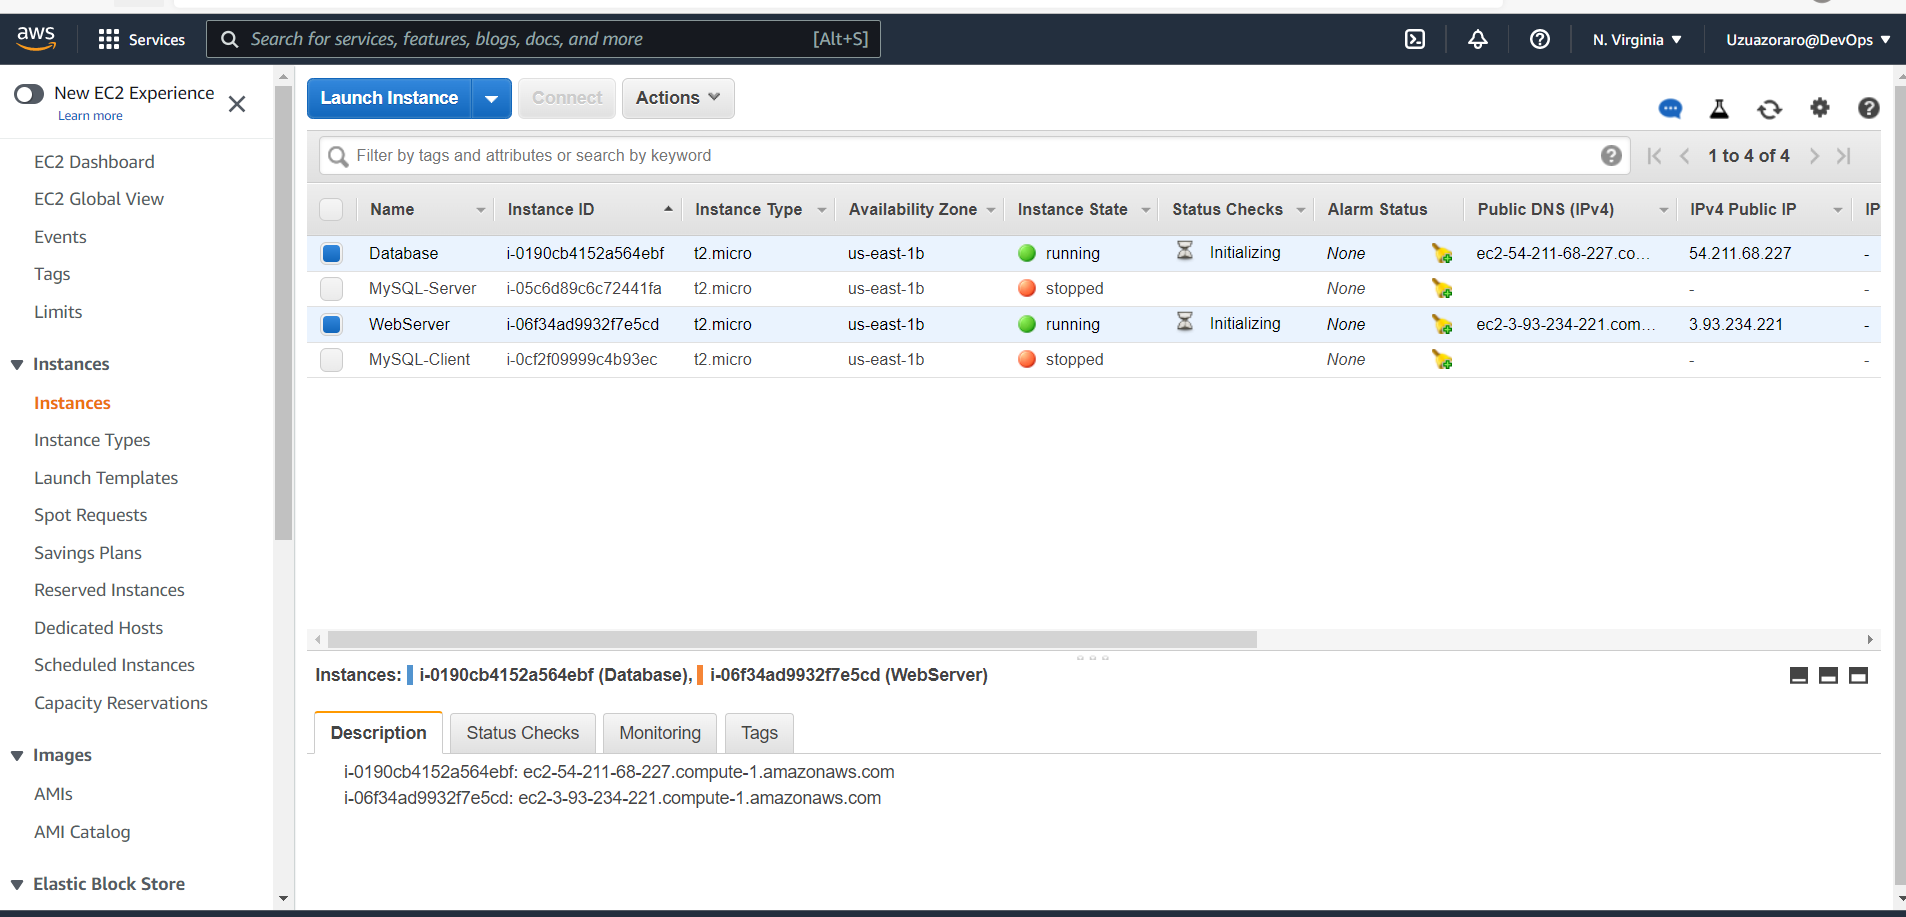 aws
Services
Search for services, features, blogs, docs, and more [Alt+S]
N. Virginia
Uzuazoraro@DevOps
New EC2 Experience
Learn more
EC2 Dashboard
EC2 Global View
Events
Tags
Limits
Instances
Instances
Instance Types
Launch Templates
Spot Requests
Savings Plans
Reserved Instances
Dedicated Hosts
Scheduled Instances
Capacity Reservations
Images
AMIs
AMI Catalog
Elastic Block Store
Launch Instance Connect Actions
Filter by tags and attributes or search by keyword 1 to 4 of 4
Name Instance ID Instance Type Availability Zone Instance State Status Checks Alarm Status Public DNS (IPv4) IPv4 Public IP IP
Database i-0190cb4152a564ebf t2.micro us-east-1b running Initializing None ec2-54-211-68-227.co... 54.211.68.227 -
MySQL-Server i-05c6d89c6c72441fa t2.micro us-east-1b stopped None - -
WebServer i-06f34ad9932f7e5cd t2.micro us-east-1b running Initializing None ec2-3-93-234-221.com... 3.93.234.221 -
MySQL-Client i-0cf2f09999c4b93ec t2.micro us-east-1b stopped None - -
Instances: i-0190cb4152a564ebf (Database), i-06f34ad9932f7e5cd (WebServer)
Description Status Checks Monitoring Tags
i-0190cb4152a564ebf: ec2-54-211-68-227.compute-1.amazonaws.com
i-06f34ad9932f7e5cd: ec2-3-93-234-221.compute-1.amazonaws.com